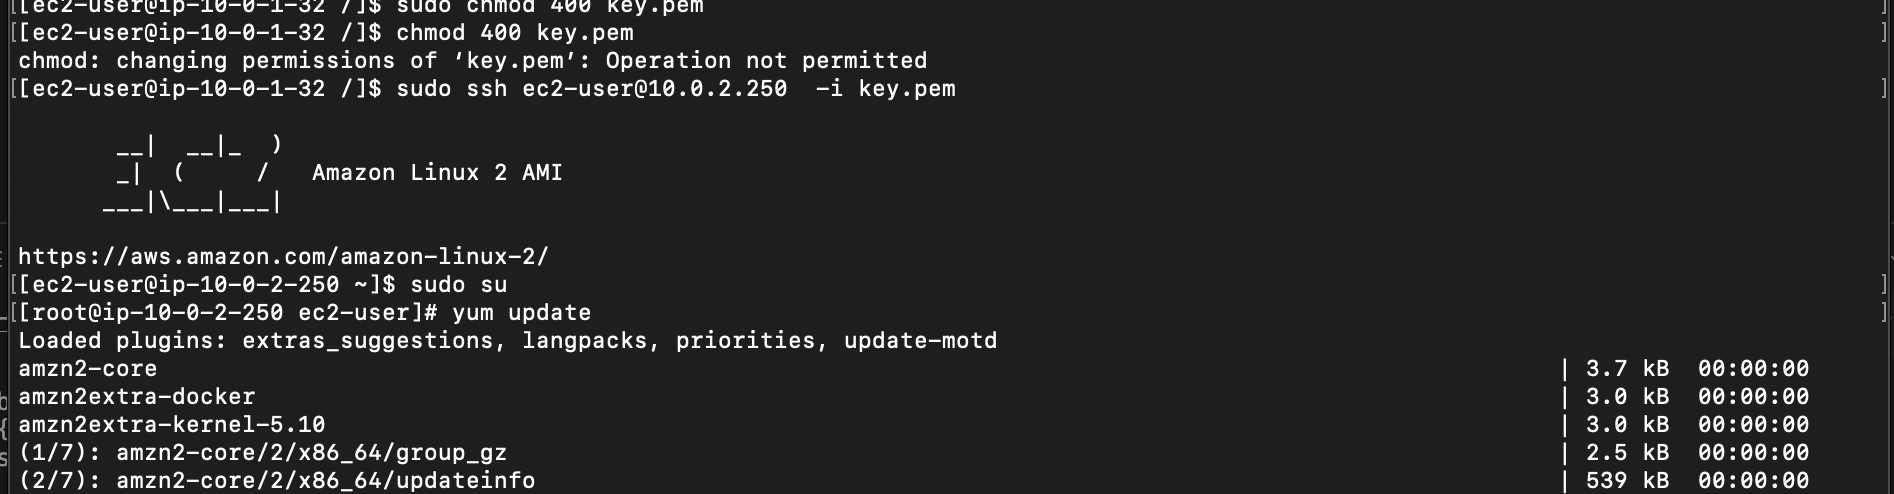 [[ec2-user@ip-10-0-1-32 /]$ sudo chmod 400 key.pem ]
[[ec2-user@ip-10-0-1-32 /]$ chmod 400 key.pem ]
chmod: changing permissions of ‘key.pem’: Operation not permitted
[[ec2-user@ip-10-0-1-32 /]$ sudo ssh ec2-user@10.0.2.250  -i key.pem ]

       __|  __|_  )
       _|  (     /   Amazon Linux 2 AMI
      ___|\___|___|

https://aws.amazon.com/amazon-linux-2/
[[ec2-user@ip-10-0-2-250 ~]$ sudo su ]
[[root@ip-10-0-2-250 ec2-user]# yum update ]
Loaded plugins: extras_suggestions, langpacks, priorities, update-motd
amzn2-core | 3.7 kB  00:00:00
amzn2extra-docker | 3.0 kB  00:00:00
amzn2extra-kernel-5.10 | 3.0 kB  00:00:00
(1/7): amzn2-core/2/x86_64/group_gz | 2.5 kB  00:00:00
(2/7): amzn2-core/2/x86_64/updateinfo | 539 kB  00:00:00